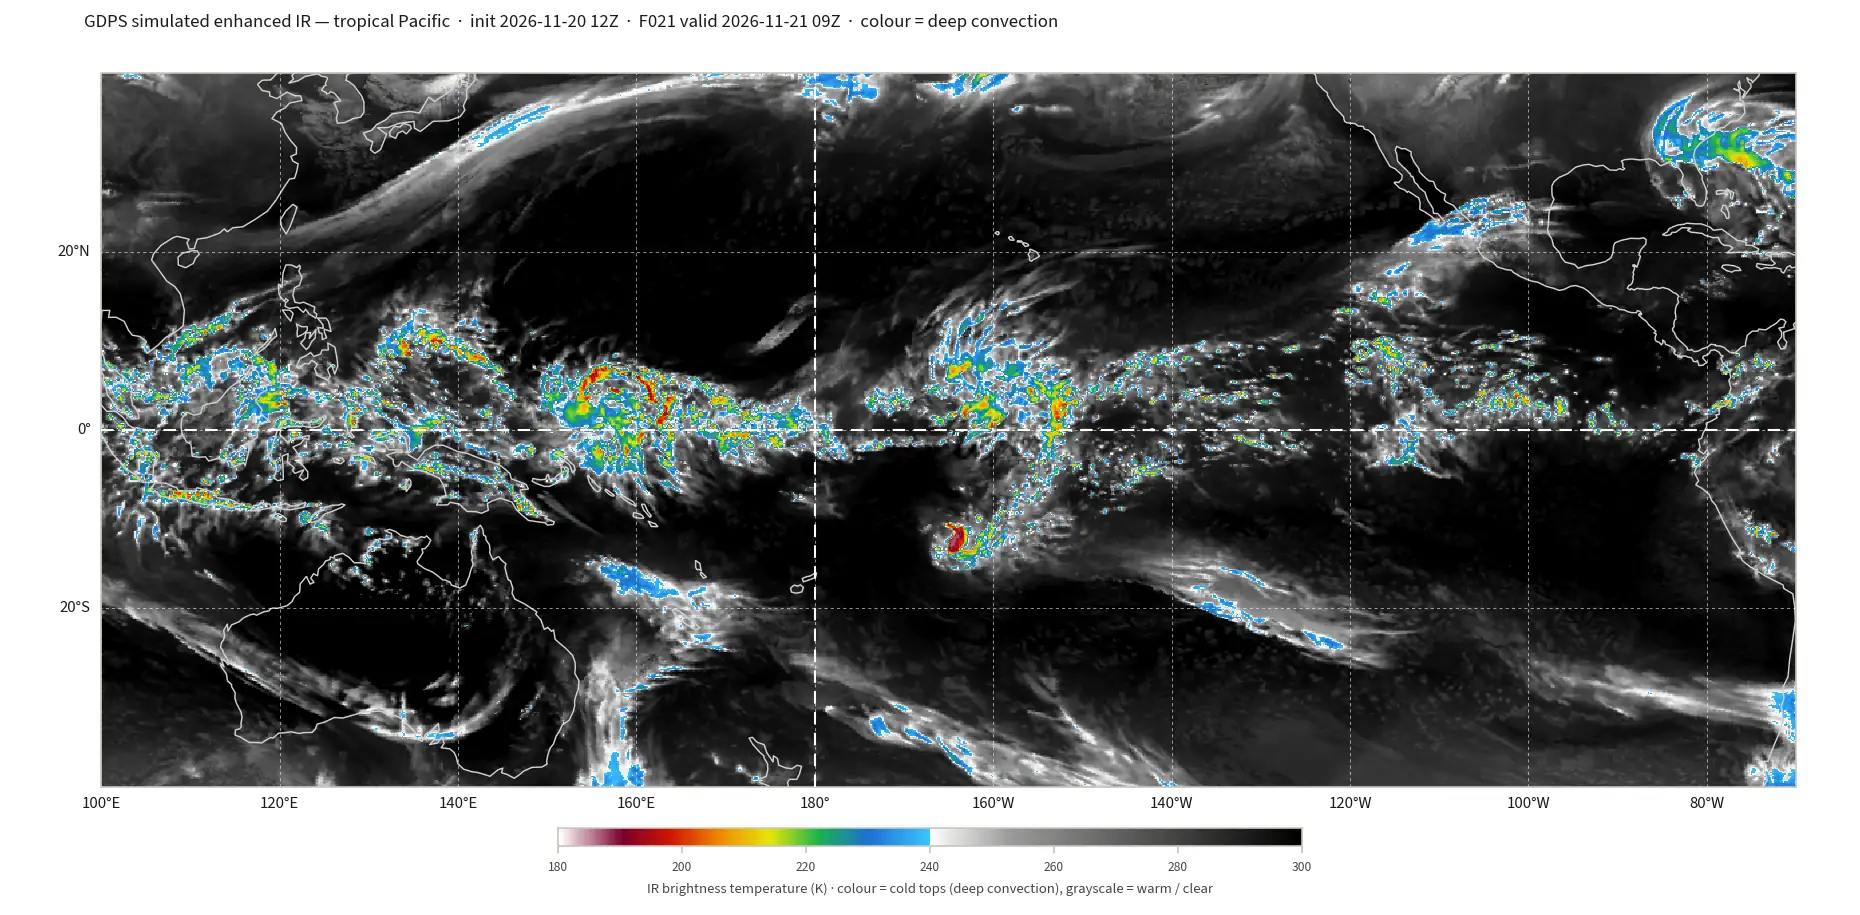 GDPS simulated enhanced IR — tropical Pacific · init 2026-11-20 12Z · F021 valid 2026-11-21 09Z · colour = deep convection
20°N
0°
20°S
100°E 120°E 140°E 160°E 180° 160°W 140°W 120°W 100°W 80°W
180 200 220 240 260 280 300
IR brightness temperature (K) · colour = cold tops (deep convection), grayscale = warm / clear